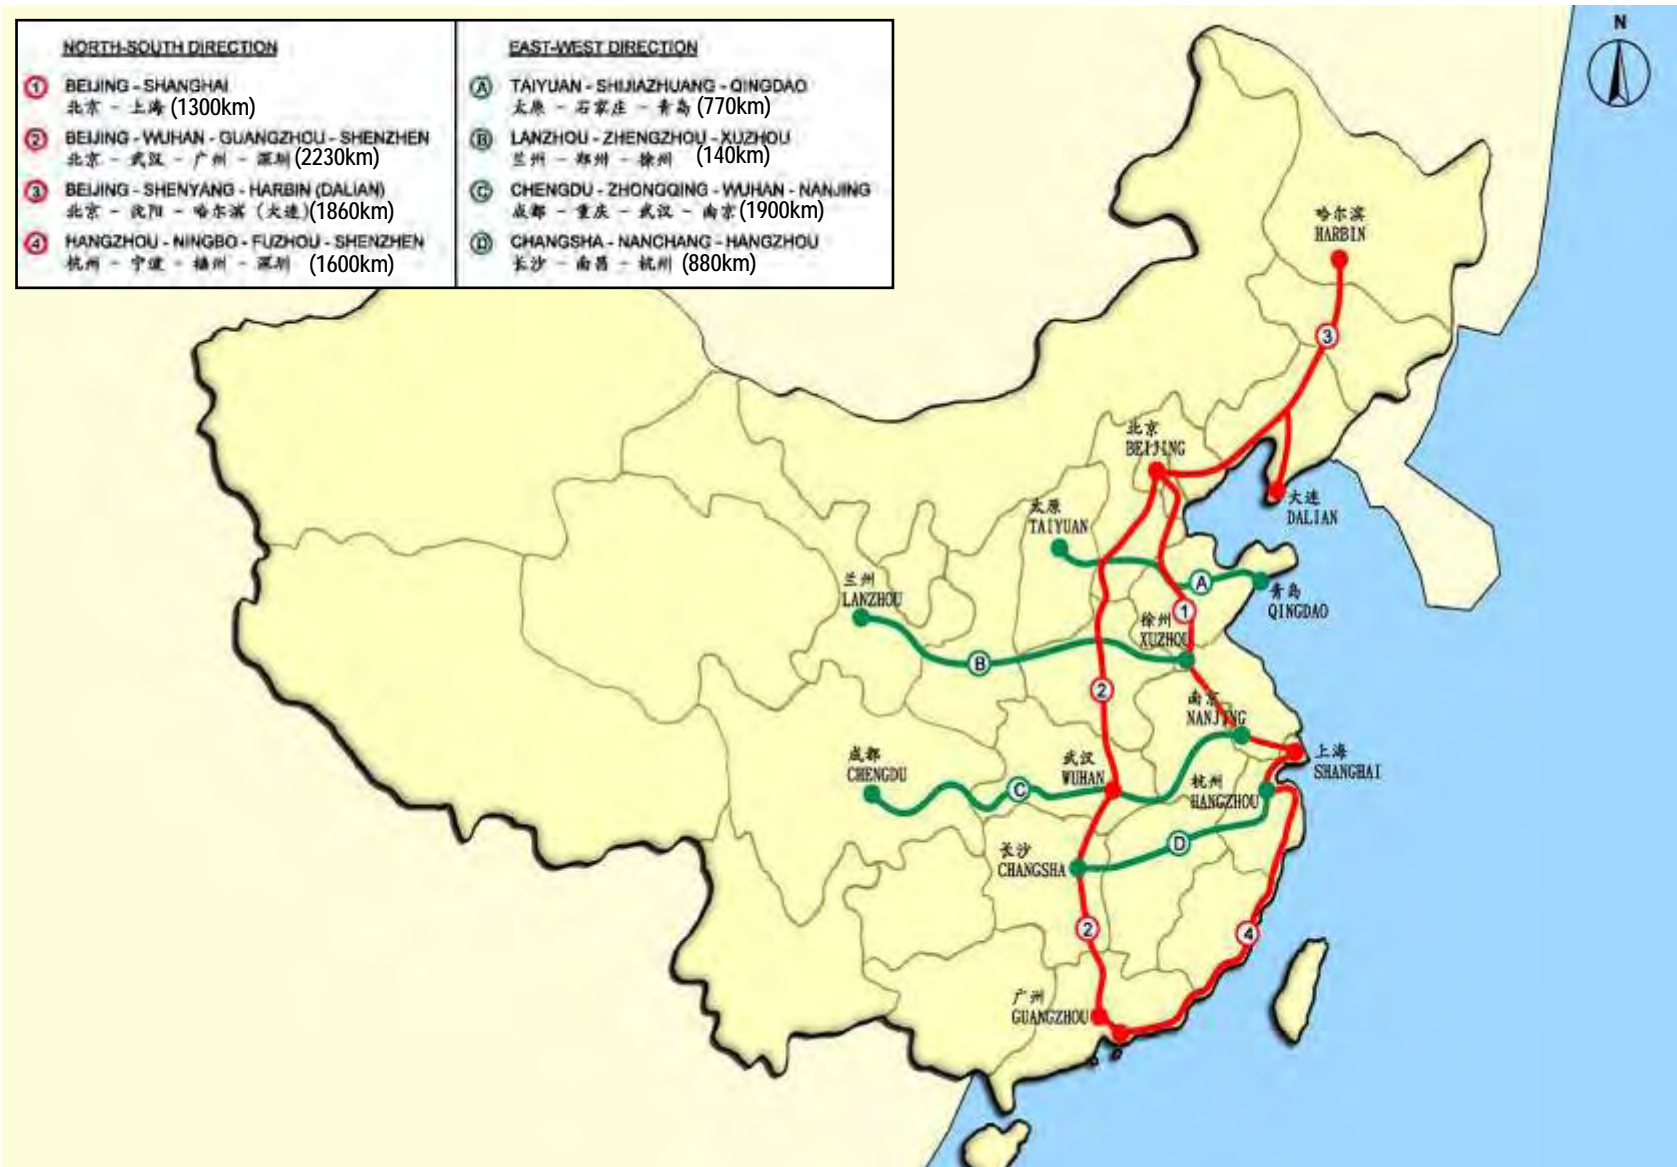 NORTH-SOUTH DIRECTION
1 BEIJING - SHANGHAI
北京 - 上海 (1300km)
2 BEIJING - WUHAN - GUANGZHOU - SHENZHEN
北京 - 武汉 - 广州 - 深圳 (2230km)
3 BEIJING - SHENYANG - HARBIN (DALIAN)
北京 - 沈阳 - 哈尔滨 (大连)(1860km)
4 HANGZHOU - NINGBO - FUZHOU - SHENZHEN
杭州 - 宁波 - 福州 - 深圳 (1600km)
EAST-WEST DIRECTION
A TAIYUAN - SHIJIAZHUANG - QINGDAO
太原 - 石家庄 - 青岛 (770km)
B LANZHOU - ZHENGZHOU - XUZHOU
兰州 - 郑州 - 徐州 (140km)
C CHENGDU - ZHONGQING - WUHAN - NANJING
成都 - 重庆 - 武汉 - 南京 (1900km)
D CHANGSHA - NANCHANG - HANGZHOU
长沙 - 南昌 - 杭州 (880km)
N
哈尔滨
HARBIN
3
北京
BEIJING
大连
DALIAN
太原
TAIYUAN
A
青岛
QINGDAO
兰州
LANZHOU
1
徐州
XUZHOU
B
2
南京
NANJING
上海
SHANGHAI
成都
CHENGDU
C
武汉
WUHAN
杭州
HANGZHOU
D
长沙
CHANGSHA
2
4
广州
GUANGZHOU